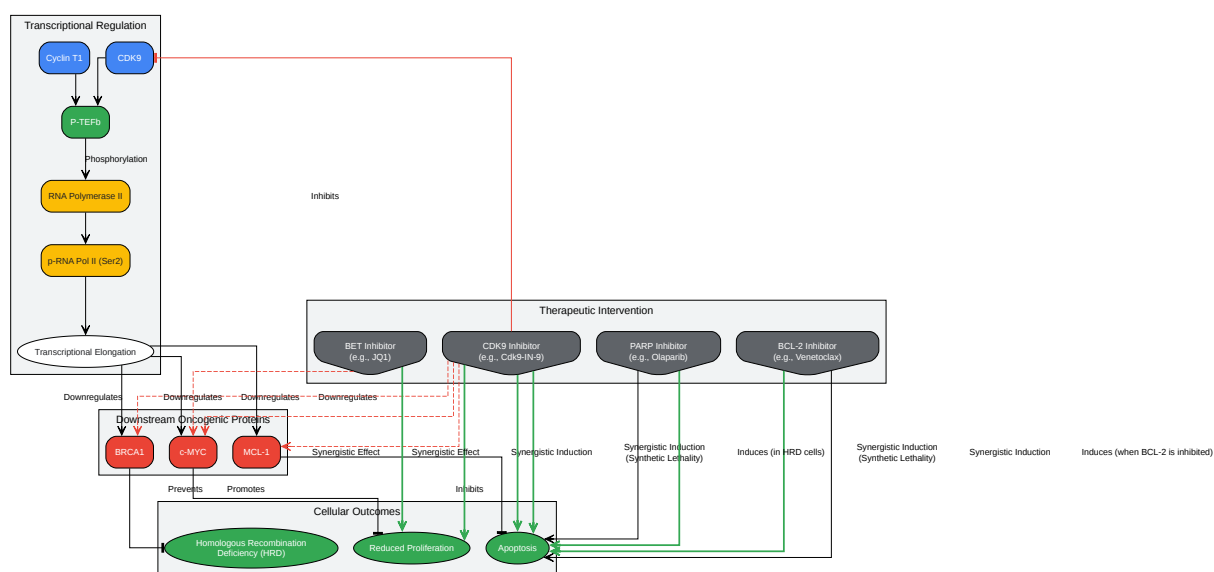 Transcriptional Regulation
Cyclin T1
CDK9
P-TEFb
Phosphorylation
RNA Polymerase II
Inhibits
p-RNA Pol II (Ser2)
Therapeutic Intervention
Transcriptional Elongation
BET Inhibitor
(e.g., JQ1)
CDK9 Inhibitor
(e.g., Cdk9-IN-9)
PARP Inhibitor
(e.g., Olaparib)
BCL-2 Inhibitor
(e.g., Venetoclax)
Downregulates
Downregulates
Downregulates
Downregulates
Downstream Oncogenic Proteins
BRCA1
c-MYC
MCL-1
Synergistic Effect
Synergistic Effect
Synergistic Induction
Synergistic Induction
(Synthetic Lethality)
Induces (in HRD cells)
Synergistic Induction
(Synthetic Lethality)
Synergistic Induction
Induces (when BCL-2 is inhibited)
Prevents
Promotes
Inhibits
Cellular Outcomes
Homologous Recombination
Deficiency (HRD)
Reduced Proliferation
Apoptosis